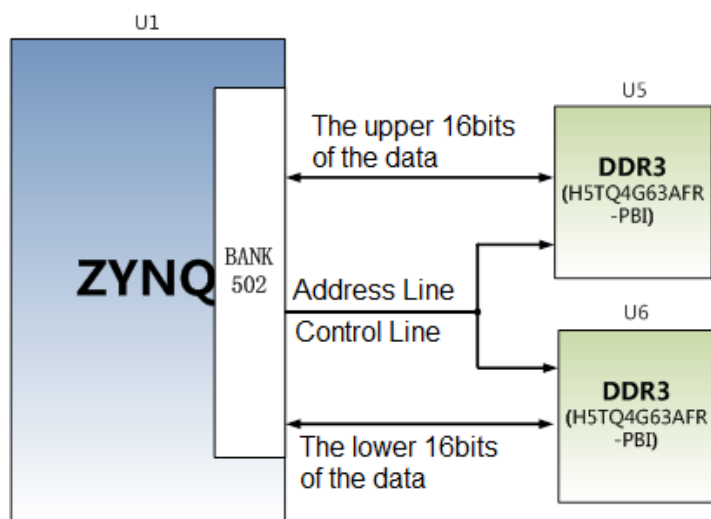 U1
The upper 16bits
of the data
U5
DDR3
(H5TQ4G63AFR
-PBI)
ZYNQ
BANK
502
Address Line
Control Line
U6
DDR3
(H5TQ4G63AFR
-PBI)
The lower 16bits
of the data